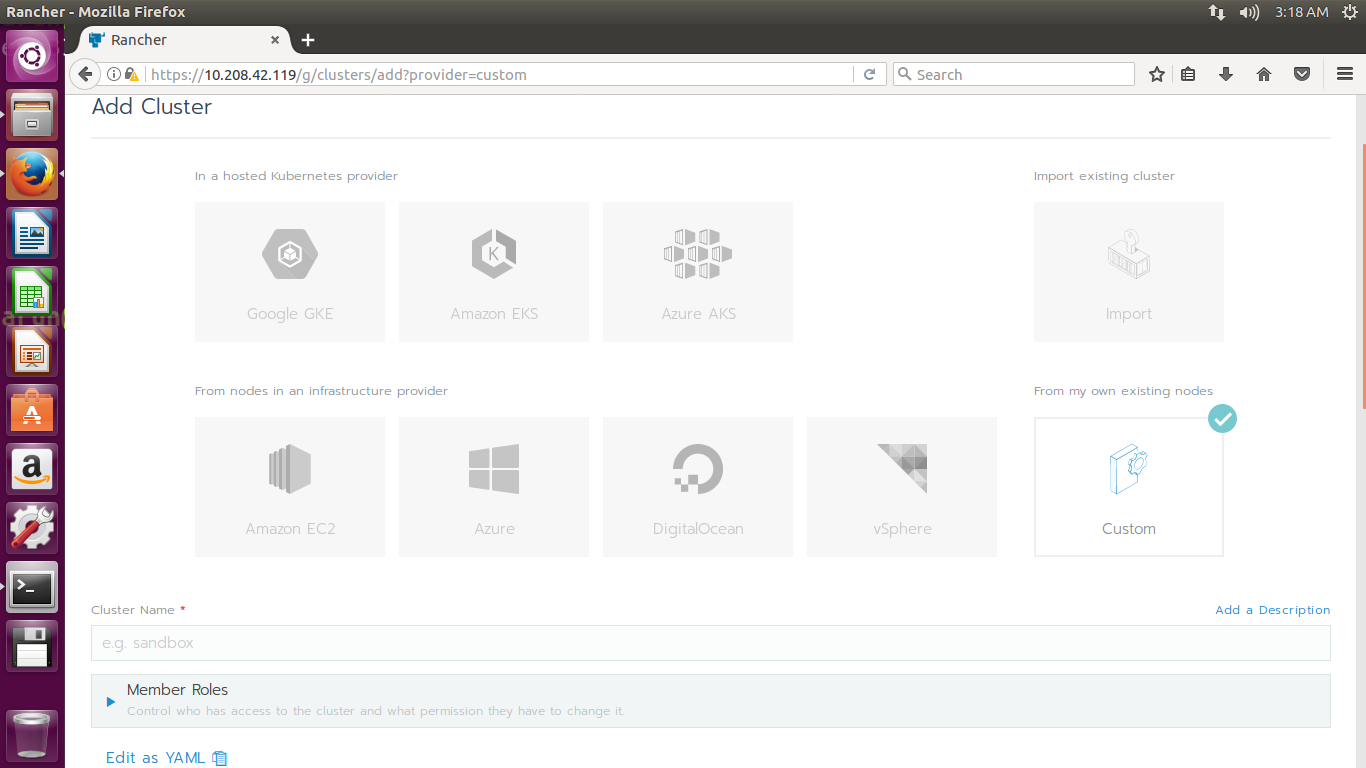 Rancher - Mozilla Firefox
3:18 AM
Rancher
https://10.208.42.119/g/clusters/add?provider=custom
Search
Add Cluster
In a hosted Kubernetes provider
Import existing cluster
Google GKE
K
Amazon EKS
Azure AKS
Import
From nodes in an infrastructure provider
From my own existing nodes
Amazon EC2
Azure
DigitalOcean
vSphere
Custom
Cluster Name *
Add a Description
e.g. sandbox
Member Roles
Control who has access to the cluster and what permission they have to change it.
Edit as YAML